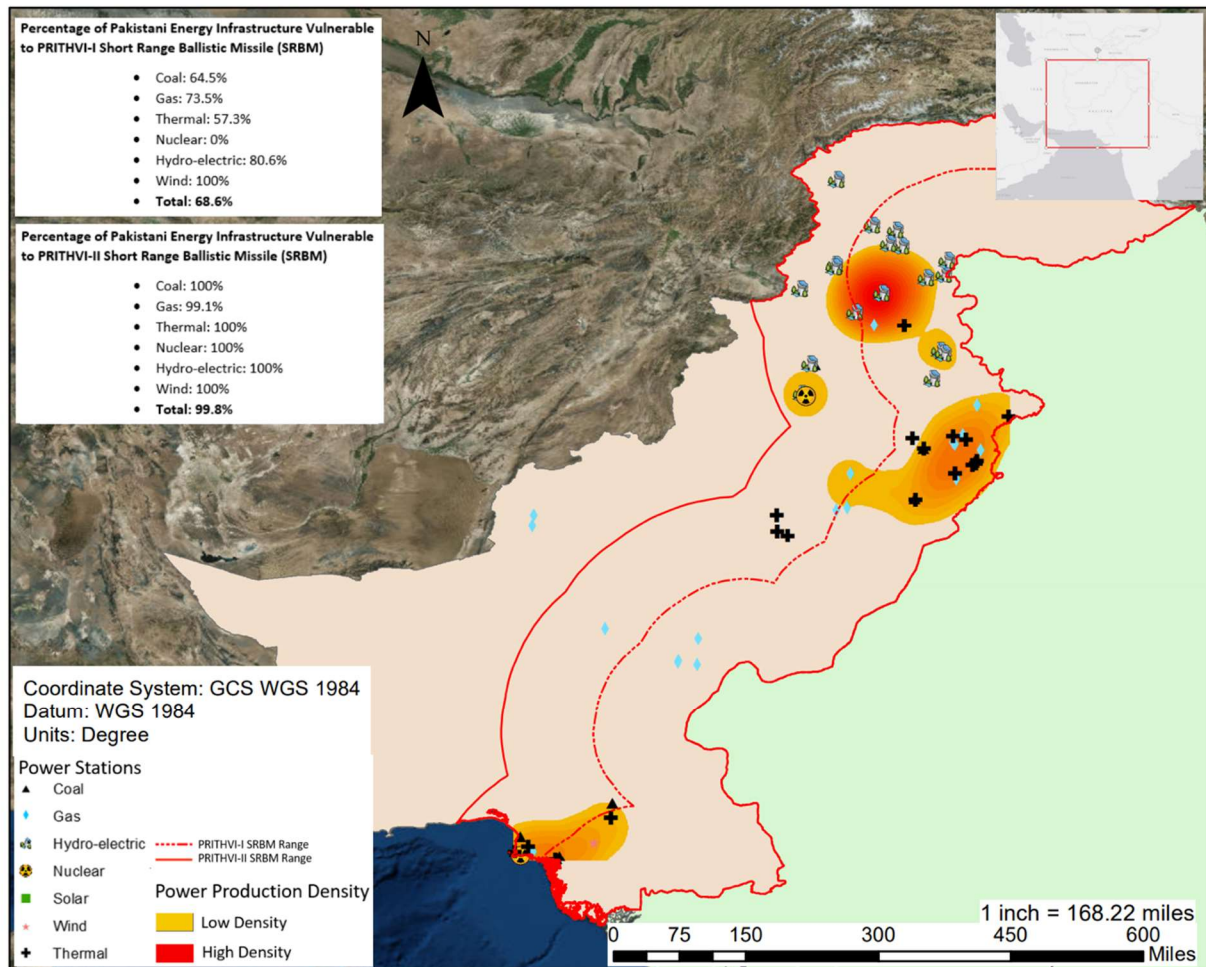 Percentage of Pakistani Energy Infrastructure Vulnerable
to PRITHVI-I Short Range Ballistic Missile (SRBM)
• Coal: 64.5%
• Gas: 73.5%
• Thermal: 57.3%
• Nuclear: 0%
• Hydro-electric: 80.6%
• Wind: 100%
• Total: 68.6%
Percentage of Pakistani Energy Infrastructure Vulnerable
to PRITHVI-II Short Range Ballistic Missile (SRBM)
• Coal: 100%
• Gas: 99.1%
• Thermal: 100%
• Nuclear: 100%
• Hydro-electric: 100%
• Wind: 100%
• Total: 99.8%
N
Coordinate System: GCS WGS 1984
Datum: WGS 1984
Units: Degree
Power Stations
Coal
Gas
Hydro-electric
Nuclear
Solar
Wind
Thermal
PRITHVI-I SRBM Range
PRITHVI-II SRBM Range
Power Production Density
Low Density
High Density
1 inch = 168.22 miles
0 75 150 300 450 600
Miles